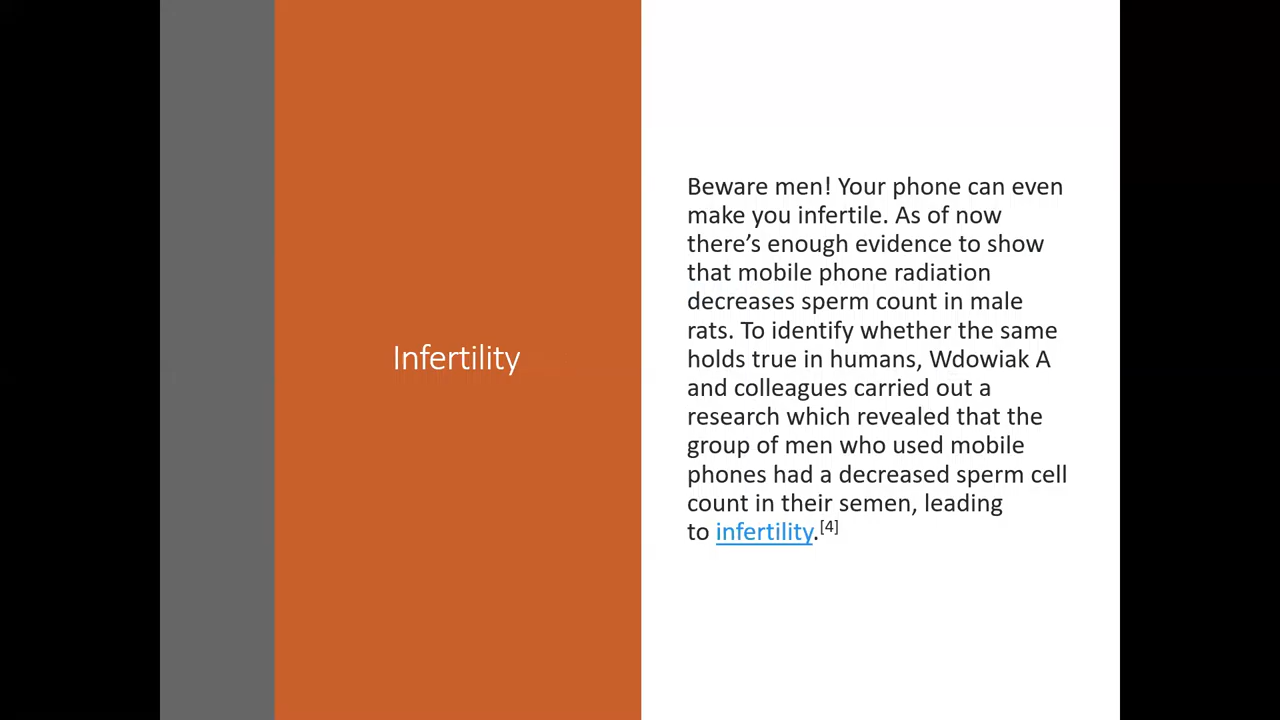 Infertility
Beware men! Your phone can even
make you infertile. As of now
there’s enough evidence to show
that mobile phone radiation
decreases sperm count in male
rats. To identify whether the same
holds true in humans, Wdowiak A
and colleagues carried out a
research which revealed that the
group of men who used mobile
phones had a decreased sperm cell
count in their semen, leading
to infertility.[4]